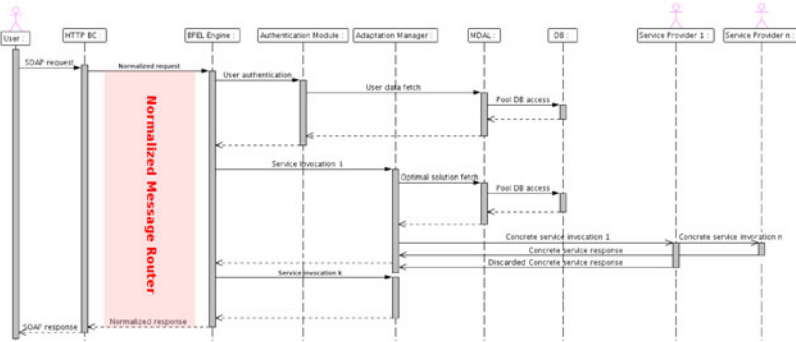 User :
HTTP BC :
BPEL Engine :
Authentication Module :
Adaptation Manager :
MDAL :
DB :
Service Provider 1 :
Service Provider n :
SOAP request
Normalized request
User authentication
User data fetch
Pool DB access
Normalized Message Router
Service Invocation 1
Optimal solution fetch
Pool DB access
Concrete service invocation 1
Concrete service invocation n
Concrete service response
Discarded Concrete service response
Service invocation k
Normalized response
SOAP response